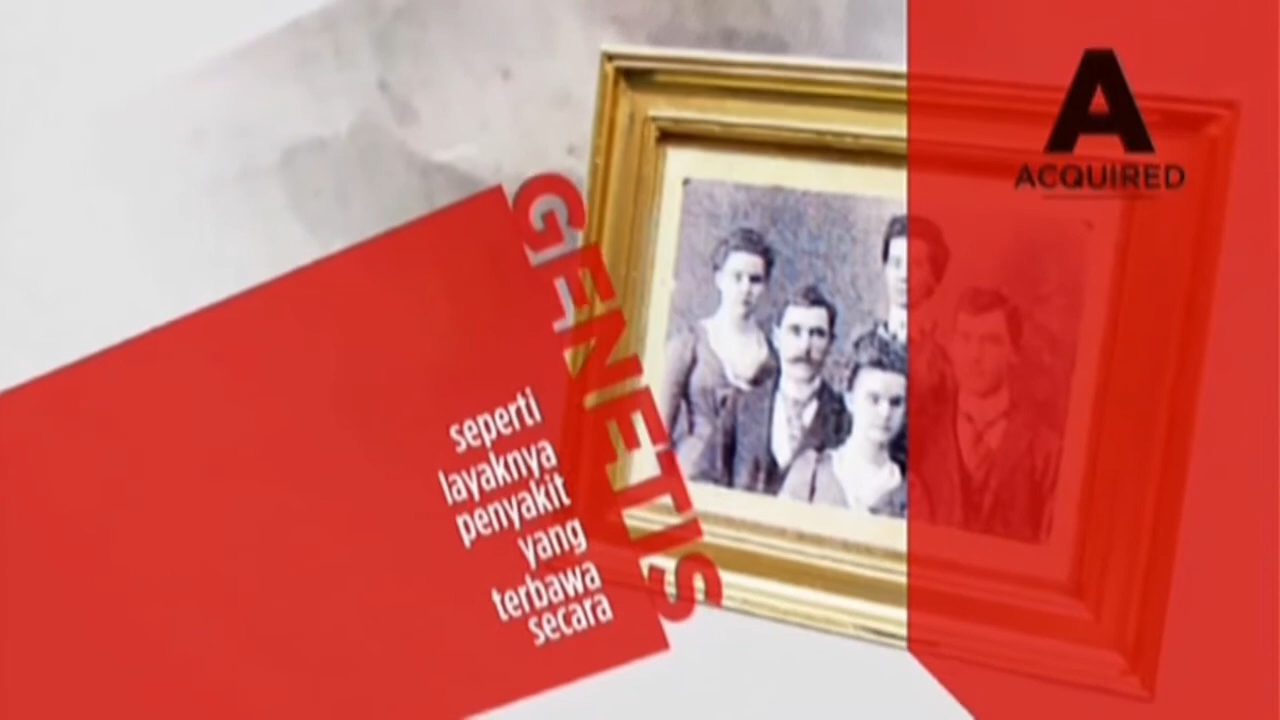 A
ACQUIRED
seperti
layaknya
penyakit
yang
terbawa
secara
GENETIS